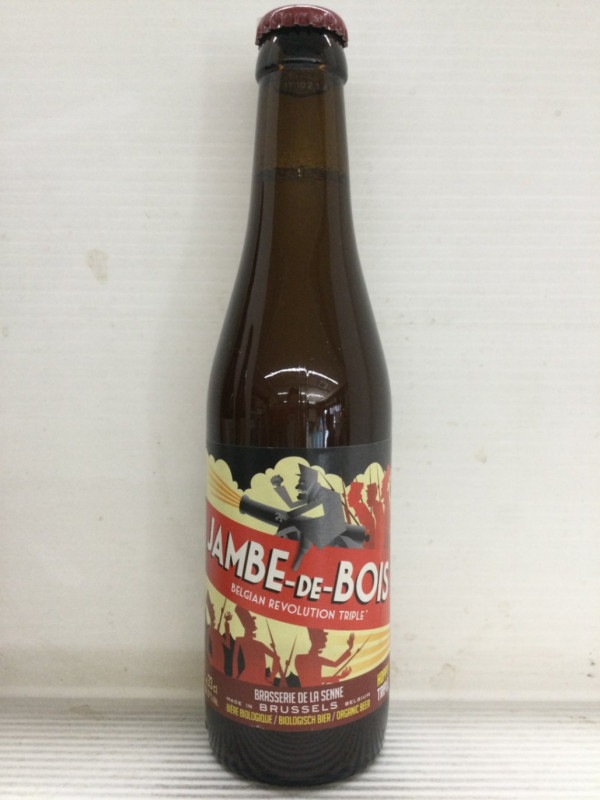 JAMBE-DE-BOIS
BELGIAN REVOLUTION TRIPLE
BRASSERIE DE LA SENNE
MADE IN BRUSSELS BELGIUM
BIÈRE BIOLOGIQUE / BIOLOGISCH BIER / ORGANIC BEER